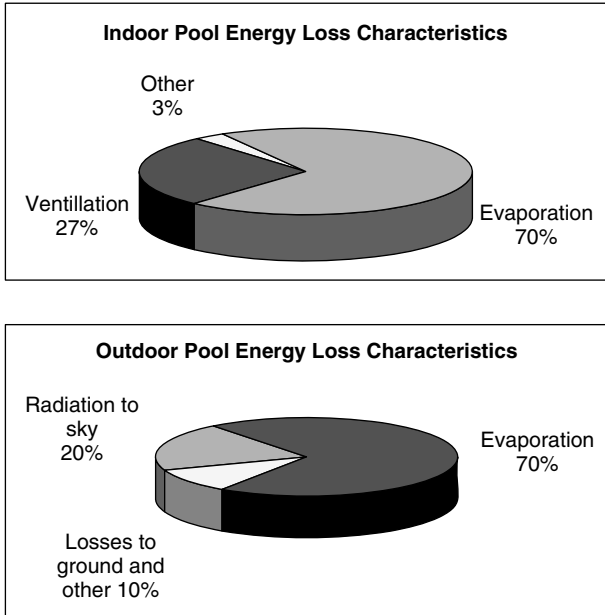 Indoor Pool Energy Loss Characteristics
Other
3%
Ventillation
27%
Evaporation
70%
Outdoor Pool Energy Loss Characteristics
Radiation to
sky
20%
Evaporation
70%
Losses to
ground and
other 10%